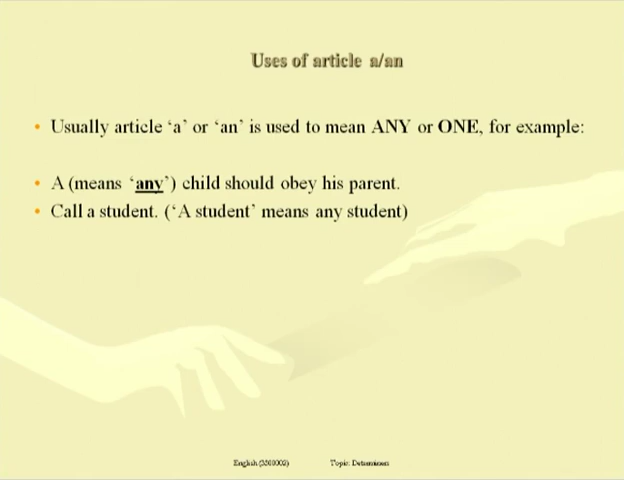 Uses of article a/an
• Usually article ‘a’ or ‘an’ is used to mean ANY or ONE, for example:
• A (means ‘any’) child should obey his parent.
• Call a student. (‘A student’ means any student)
English Topic: Determiners